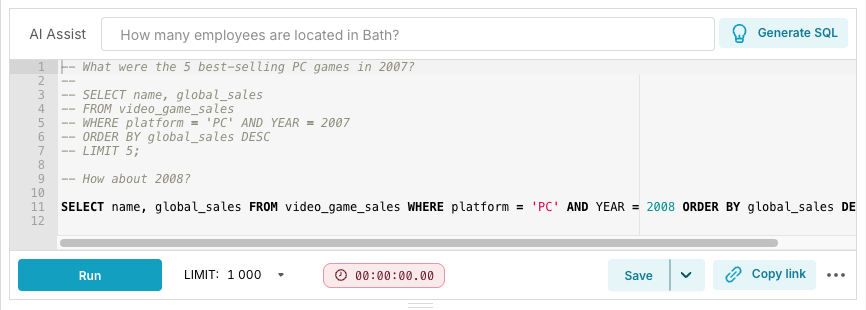 AI Assist
How many employees are located in Bath?
Generate SQL
1 -- What were the 5 best-selling PC games in 2007?
2 --
3 -- SELECT name, global_sales
4 -- FROM video_game_sales
5 -- WHERE platform = 'PC' AND YEAR = 2007
6 -- ORDER BY global_sales DESC
7 -- LIMIT 5;
8
9 -- How about 2008?
10
11 SELECT name, global_sales FROM video_game_sales WHERE platform = 'PC' AND YEAR = 2008 ORDER BY global_sales DE
12
Run
LIMIT: 1 000
00:00:00.00
Save
Copy link